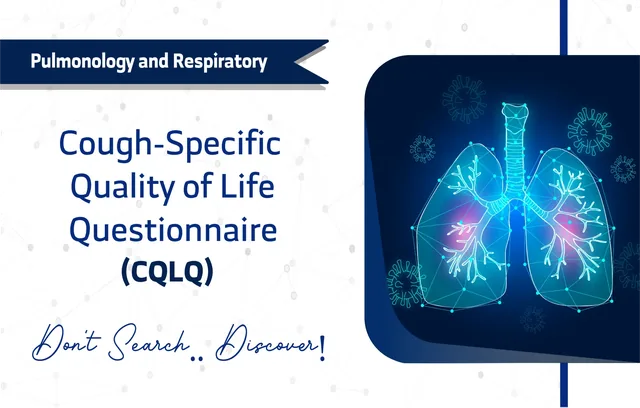 Pulmonology and Respiratory
Cough-Specific
Quality of Life
Questionnaire
(CQLQ)
Don't Search.. Discover!